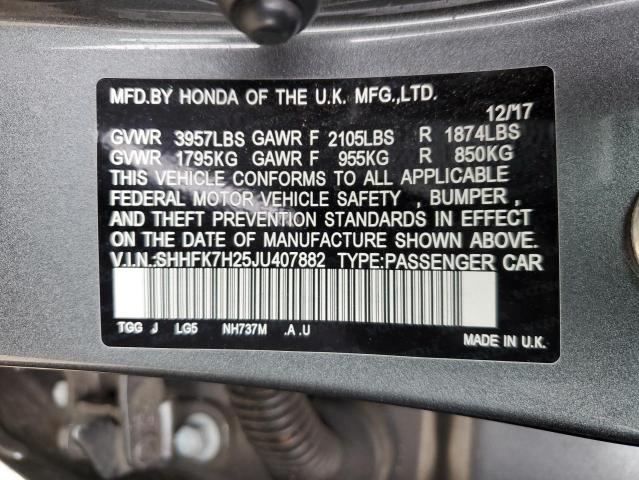 MFD.BY HONDA OF THE U.K. MFG.,LTD.
12/17
GVWR 3957LBS GAWR F 2105LBS R 1874LBS
GVWR 1795KG GAWR F 955KG R 850KG
THIS VEHICLE CONFORMS TO ALL APPLICABLE
FEDERAL MOTOR VEHICLE SAFETY , BUMPER ,
AND THEFT PREVENTION STANDARDS IN EFFECT
ON THE DATE OF MANUFACTURE SHOWN ABOVE.
V.I.N.:SHHFK7H25JU407882 TYPE:PASSENGER CAR
TGG J LG5 NH737M .A .U
MADE IN U.K.